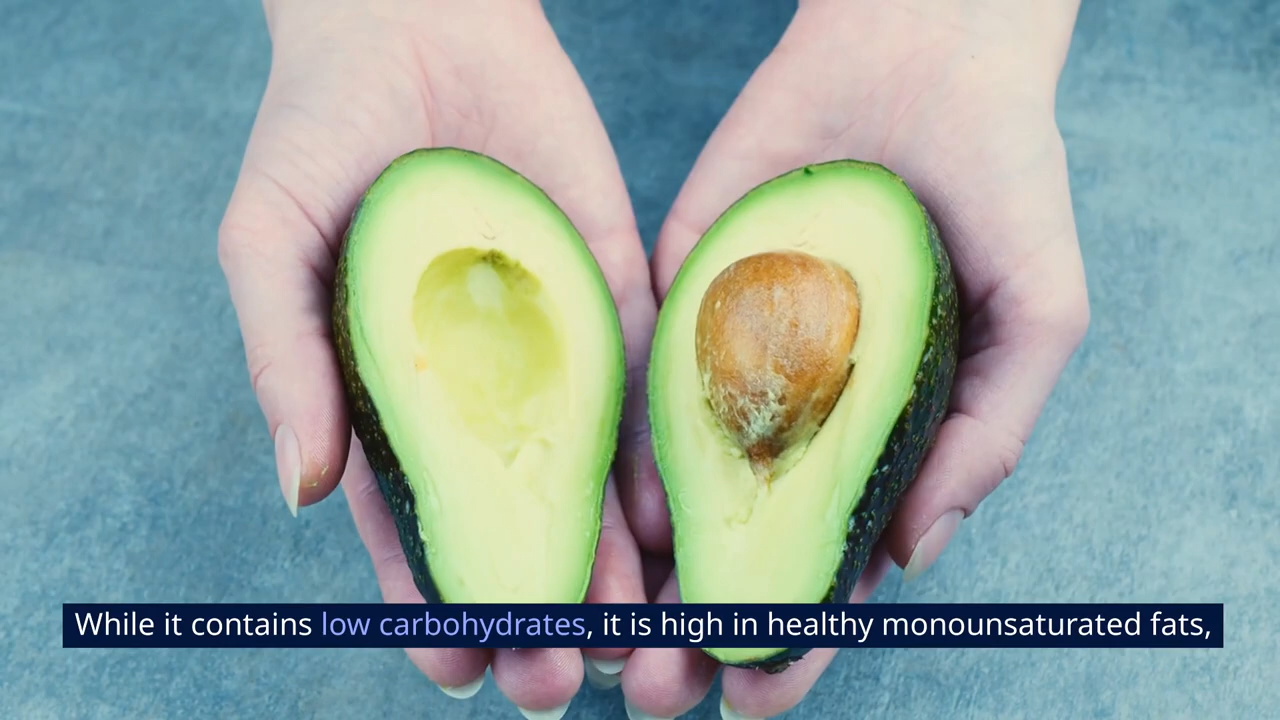 While it contains low carbohydrates, it is high in healthy monounsaturated fats,